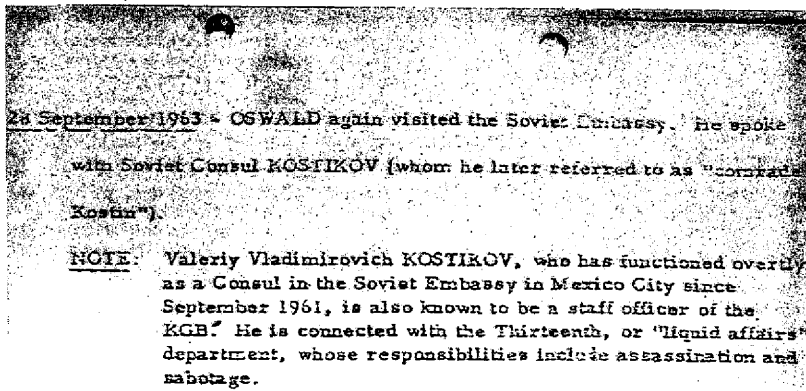 28 September 1963 - OSWALD again visited the Soviet Embassy. He spoke
with Soviet Consul KOSTIKOV (whom he later referred to as "comrade
Kostin").
NOTE: Valeriy Vladimirovich KOSTIKOV, who has functioned overtly
as a Consul in the Soviet Embassy in Mexico City since
September 1961, is also known to be a staff officer of the
KGB. He is connected with the Thirteenth, or "liquid affairs"
department, whose responsibilities include assassination and
sabotage.